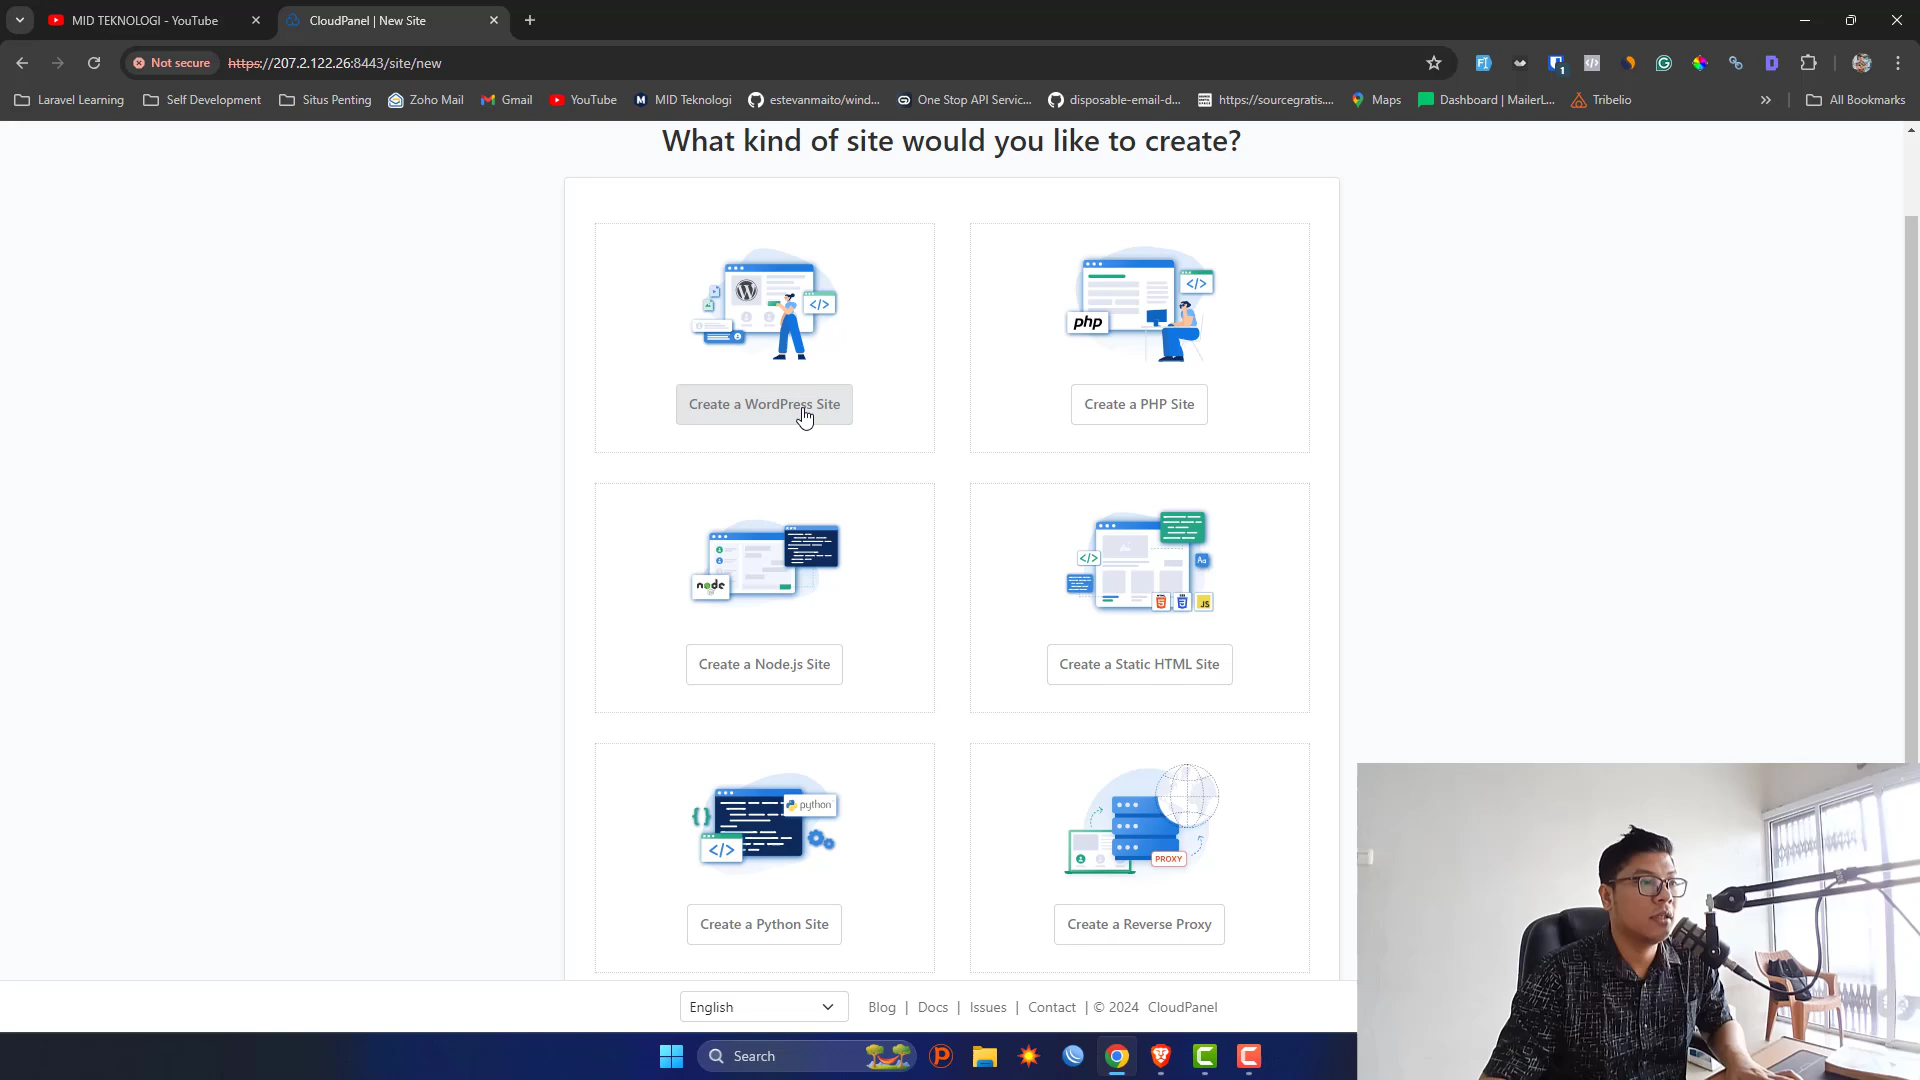 MID TEKNOLOGI - YouTube
CloudPanel | New Site
Not secure
https://207.2.122.26:8443/site/new
1
Laravel Learning
Self Development
Situs Penting
Zoho Mail
Gmail
YouTube
MID Teknologi
estevanmaito/wind...
One Stop API Servic...
disposable-email-d...
https://sourcegratis....
Maps
Dashboard | MailerL...
Tribelio
All Bookmarks
What kind of site would you like to create?
</>
php
</>
Create a WordPress Site
Create a PHP Site
node
</>
Aa
JS
Create a Node.js Site
Create a Static HTML Site
{ }
python
</>
PROXY
Create a Python Site
Create a Reverse Proxy
English
Blog | Docs | Issues | Contact | © 2024 CloudPanel
Search